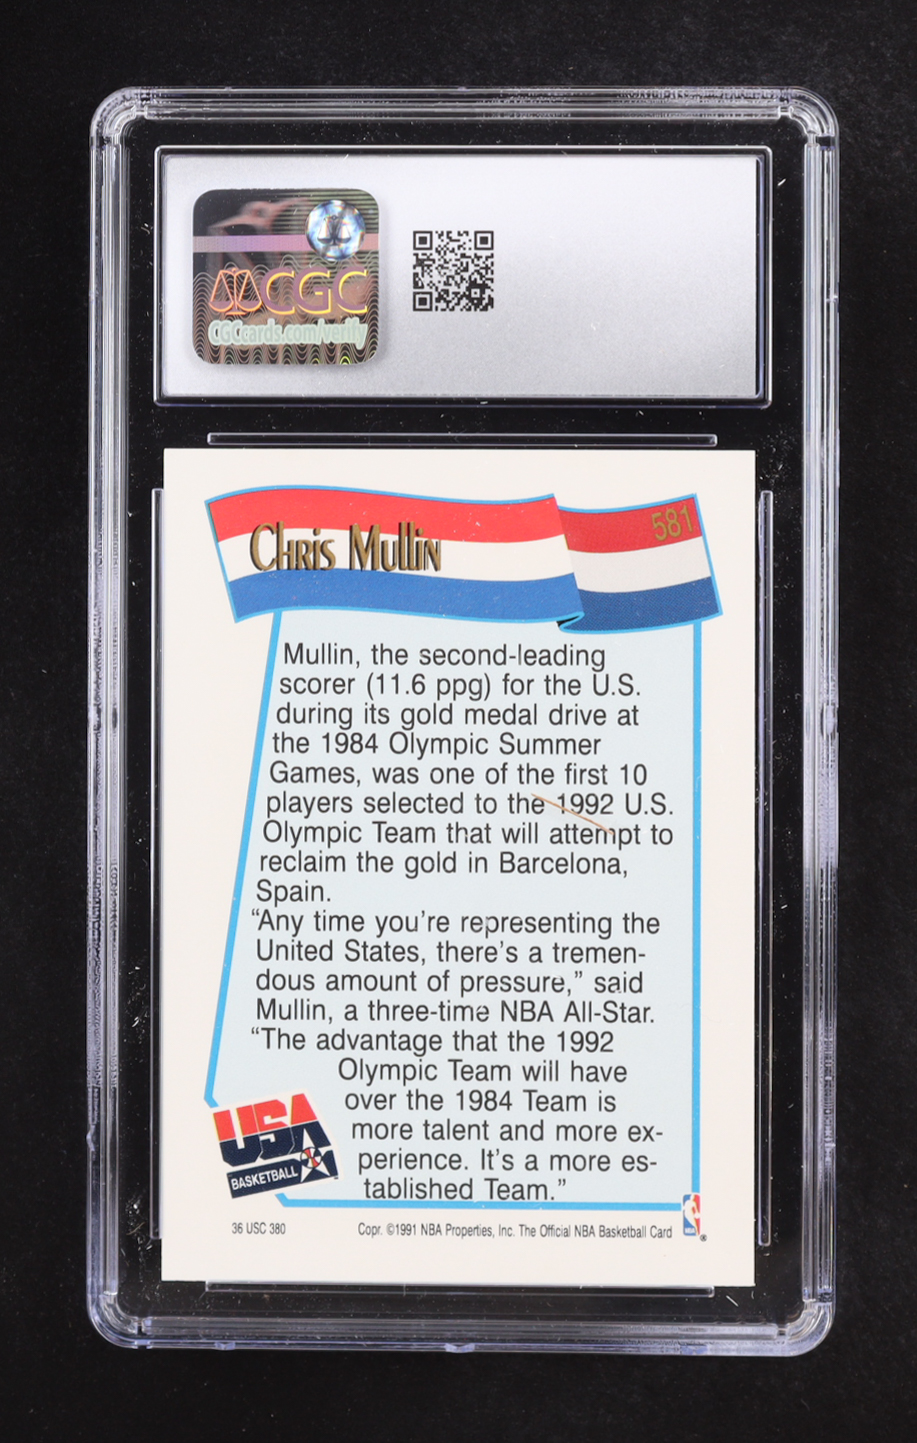 CGC
CGCcards.com/verify
Chris Mullin
581
Mullin, the second-leading
scorer (11.6 ppg) for the U.S.
during its gold medal drive at
the 1984 Olympic Summer
Games, was one of the first 10
players selected to the 1992 U.S.
Olympic Team that will attempt to
reclaim the gold in Barcelona,
Spain.
“Any time you're representing the
United States, there's a tremen-
dous amount of pressure,” said
Mullin, a three-time NBA All-Star.
“The advantage that the 1992
Olympic Team will have
over the 1984 Team is
more talent and more ex-
perience. It's a more es-
tablished Team.”
USA
BASKETBALL
36 USC 380
Copr. ©1991 NBA Properties, Inc. The Official NBA Basketball Card
NBA
®